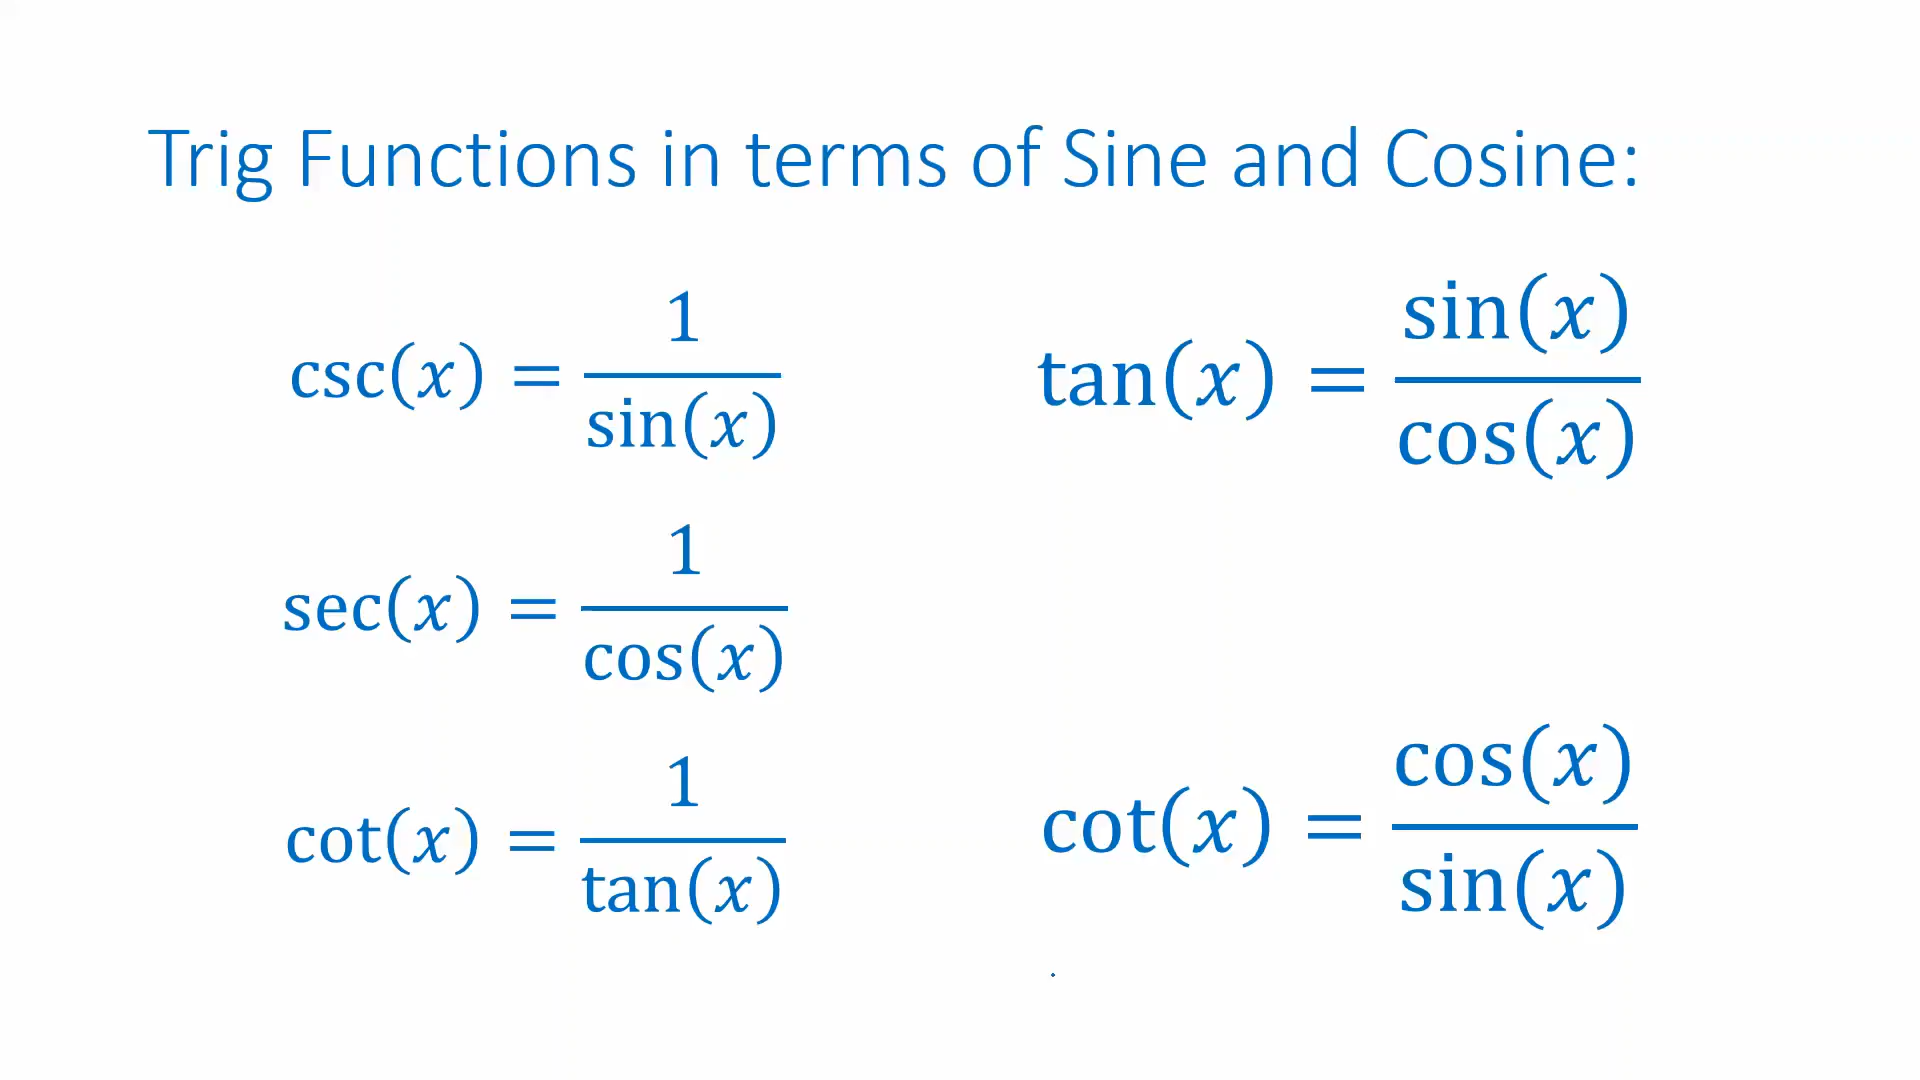 Trig Functions in terms of Sine and Cosine:
csc(x) = 1/sin(x)
tan(x) = sin(x)/cos(x)
sec(x) = 1/cos(x)
cot(x) = 1/tan(x)
cot(x) = cos(x)/sin(x)